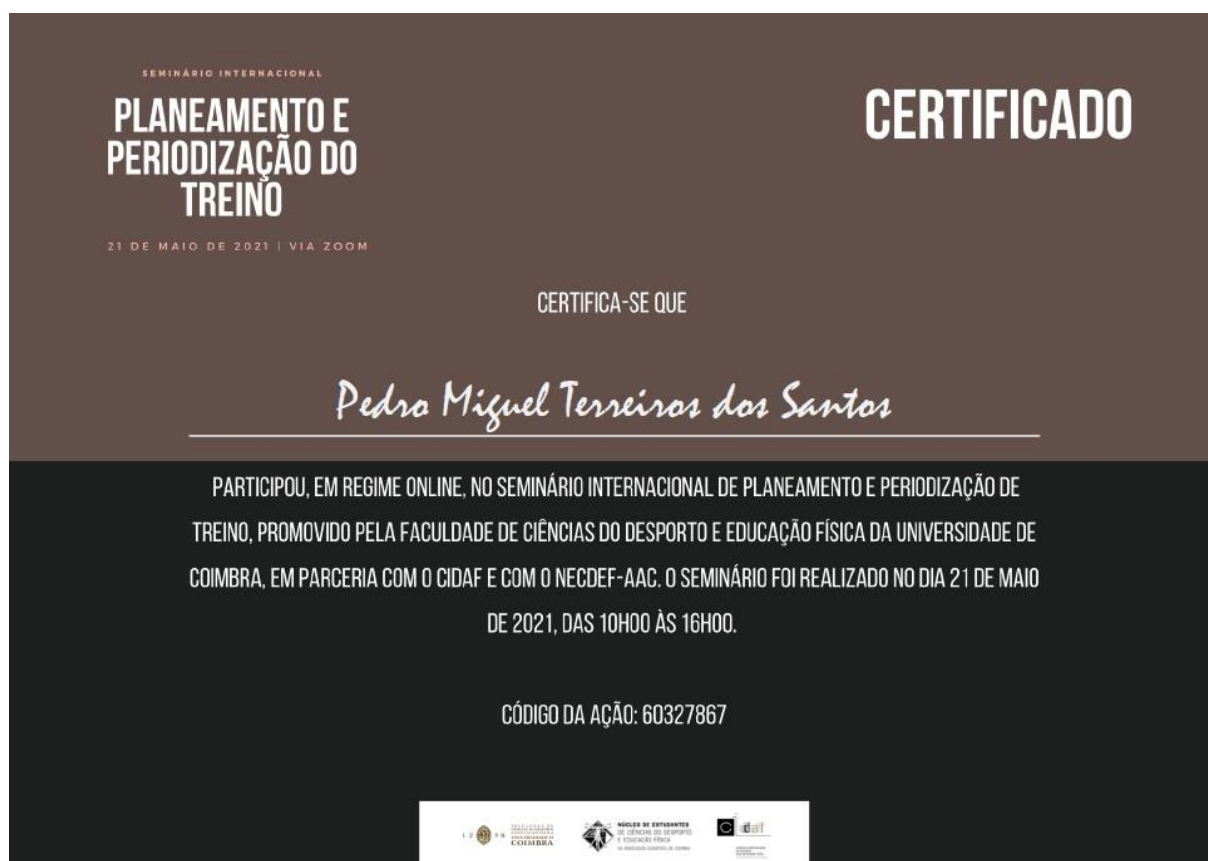 SEMINÁRIO INTERNACIONAL
PLANEAMENTO E
PERIODIZAÇÃO DO
TREINO
21 DE MAIO DE 2021 | VIA ZOOM
CERTIFICADO
CERTIFICA-SE QUE
Pedro Miguel Terreiros dos Santos
PARTICIPOU, EM REGIME ONLINE, NO SEMINÁRIO INTERNACIONAL DE PLANEAMENTO E PERIODIZAÇÃO DE
TREINO, PROMOVIDO PELA FACULDADE DE CIÊNCIAS DO DESPORTO E EDUCAÇÃO FÍSICA DA UNIVERSIDADE DE
COIMBRA, EM PARCERIA COM O CIDAF E COM O NECDEF-AAC. O SEMINÁRIO FOI REALIZADO NO DIA 21 DE MAIO
DE 2021, DAS 10H00 ÀS 16H00.
CÓDIGO DA AÇÃO: 60327867
1 2 9 0
COIMBRA
NÚCLEO DE ESTUDANTES
DE CIÊNCIAS DO DESPORTO
E EDUCAÇÃO FÍSICA
cidaf